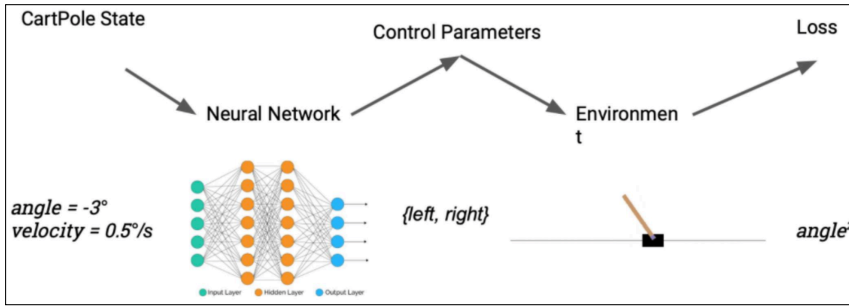 CartPole State
Control Parameters
Loss
Neural Network
Environmen
t
angle = -3°
velocity = 0.5°/s
{left, right}
angle²
Input Layer
Hidden Layer
Output Layer